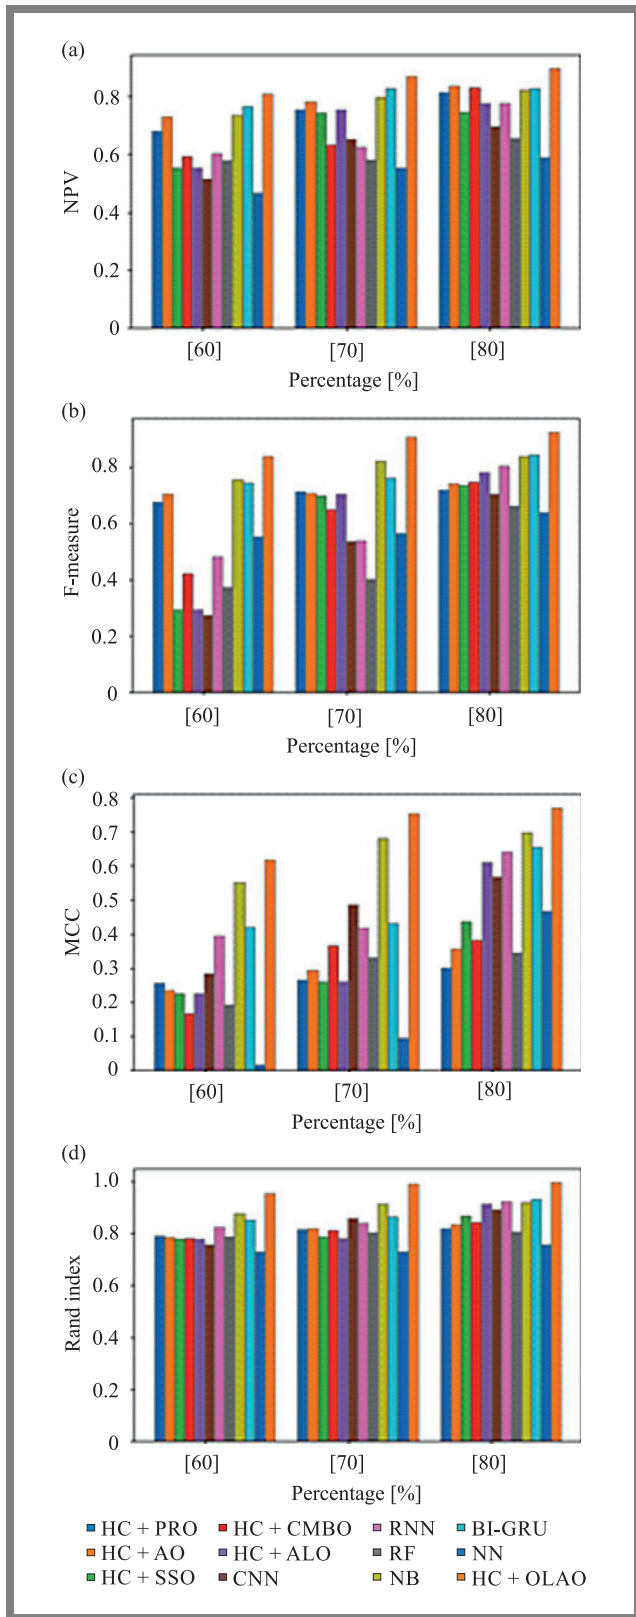 (a)
NPV
0.8
0.6
0.4
0.2
0
[60] [70] [80]
Percentage [%]
(b)
F-measure
0.8
0.6
0.4
0.2
0
[60] [70] [80]
Percentage [%]
(c)
MCC
0.8
0.7
0.6
0.5
0.4
0.3
0.2
0.1
0
[60] [70] [80]
Percentage [%]
(d)
Rand index
1.0
0.8
0.6
0.4
0.2
0
[60] [70] [80]
Percentage [%]
HC + PRO HC + CMBO RNN BI-GRU
HC + AO HC + ALO RF NN
HC + SSO CNN NB HC + OLAO